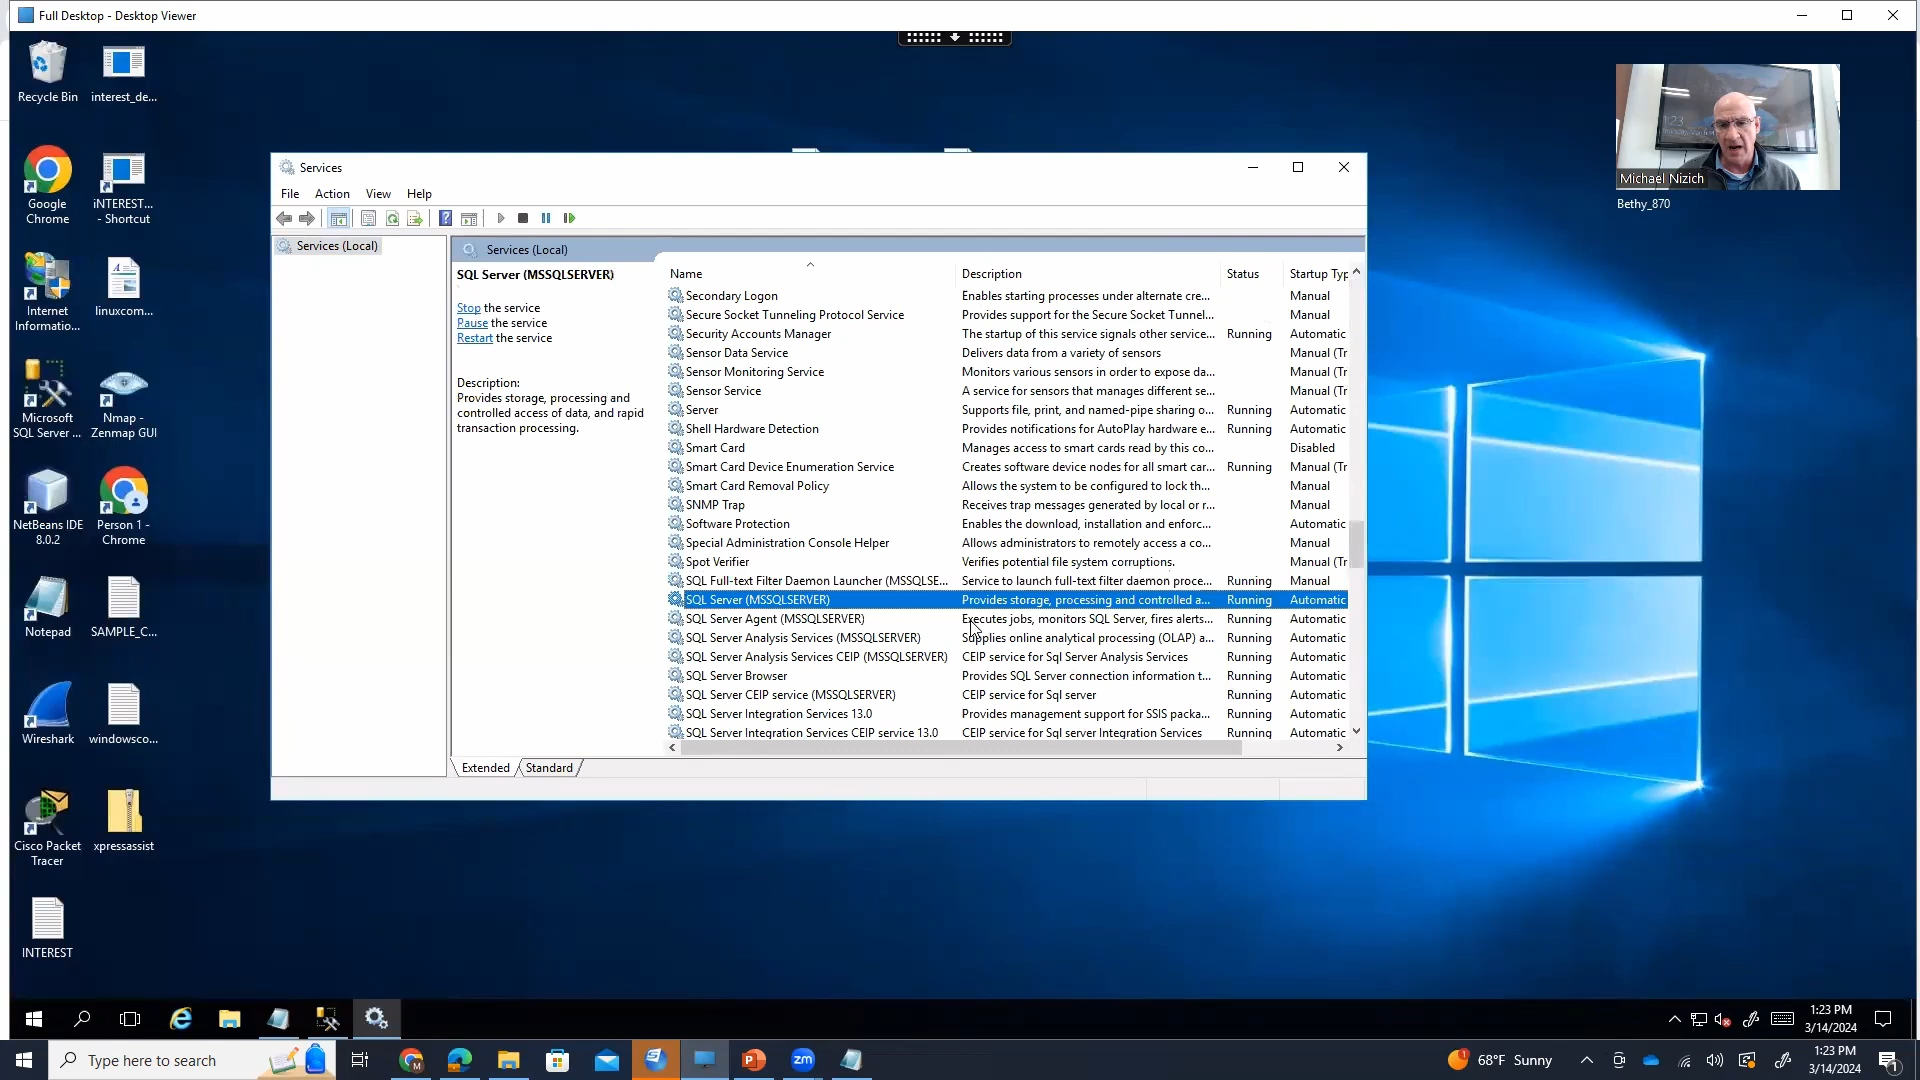 Full Desktop - Desktop Viewer
Recycle Bin
interest_de...
Google
Chrome
iNTEREST...
- Shortcut
Internet
Informatio...
linuxcom...
Microsoft
SQL Server ...
Nmap -
Zenmap GUI
NetBeans IDE
8.0.2
Person 1 -
Chrome
Notepad
SAMPLE_C...
Wireshark
windowsco...
Cisco Packet
Tracer
xpressassist
INTEREST
Michael Nizich
Bethy_870
Services
File Action View Help
Services (Local)
Services (Local)
SQL Server (MSSQLSERVER)
Stop the service
Pause the service
Restart the service
Description:
Provides storage, processing and
controlled access of data, and rapid
transaction processing.
Name Description Status Startup Typ
Secondary Logon Enables starting processes under alternate cre... Manual
Secure Socket Tunneling Protocol Service Provides support for the Secure Socket Tunnel... Manual
Security Accounts Manager The startup of this service signals other service... Running Automatic
Sensor Data Service Delivers data from a variety of sensors Manual (Tr
Sensor Monitoring Service Monitors various sensors in order to expose da... Manual (Tr
Sensor Service A service for sensors that manages different se... Manual (Tr
Server Supports file, print, and named-pipe sharing o... Running Automatic
Shell Hardware Detection Provides notifications for AutoPlay hardware e... Running Automatic
Smart Card Manages access to smart cards read by this co... Disabled
Smart Card Device Enumeration Service Creates software device nodes for all smart car... Running Manual (Tr
Smart Card Removal Policy Allows the system to be configured to lock th... Manual
SNMP Trap Receives trap messages generated by local or r... Manual
Software Protection Enables the download, installation and enforc... Automatic
Special Administration Console Helper Allows administrators to remotely access a co... Manual
Spot Verifier Verifies potential file system corruptions. Manual (Tr
SQL Full-text Filter Daemon Launcher (MSSQLSE... Service to launch full-text filter daemon proce... Running Manual
SQL Server (MSSQLSERVER) Provides storage, processing and controlled a... Running Automatic
SQL Server Agent (MSSQLSERVER) Executes jobs, monitors SQL Server, fires alerts... Running Automatic
SQL Server Analysis Services (MSSQLSERVER) Supplies online analytical processing (OLAP) a... Running Automatic
SQL Server Analysis Services CEIP (MSSQLSERVER) CEIP service for Sql Server Analysis Services Running Automatic
SQL Server Browser Provides SQL Server connection information t... Running Automatic
SQL Server CEIP service (MSSQLSERVER) CEIP service for Sql server Running Automatic
SQL Server Integration Services 13.0 Provides management support for SSIS packa... Running Automatic
SQL Server Integration Services CEIP service 13.0 CEIP service for Sql server Integration Services Running Automatic
Extended Standard
1:23 PM
3/14/2024
Type here to search
68°F Sunny
1:23 PM
3/14/2024